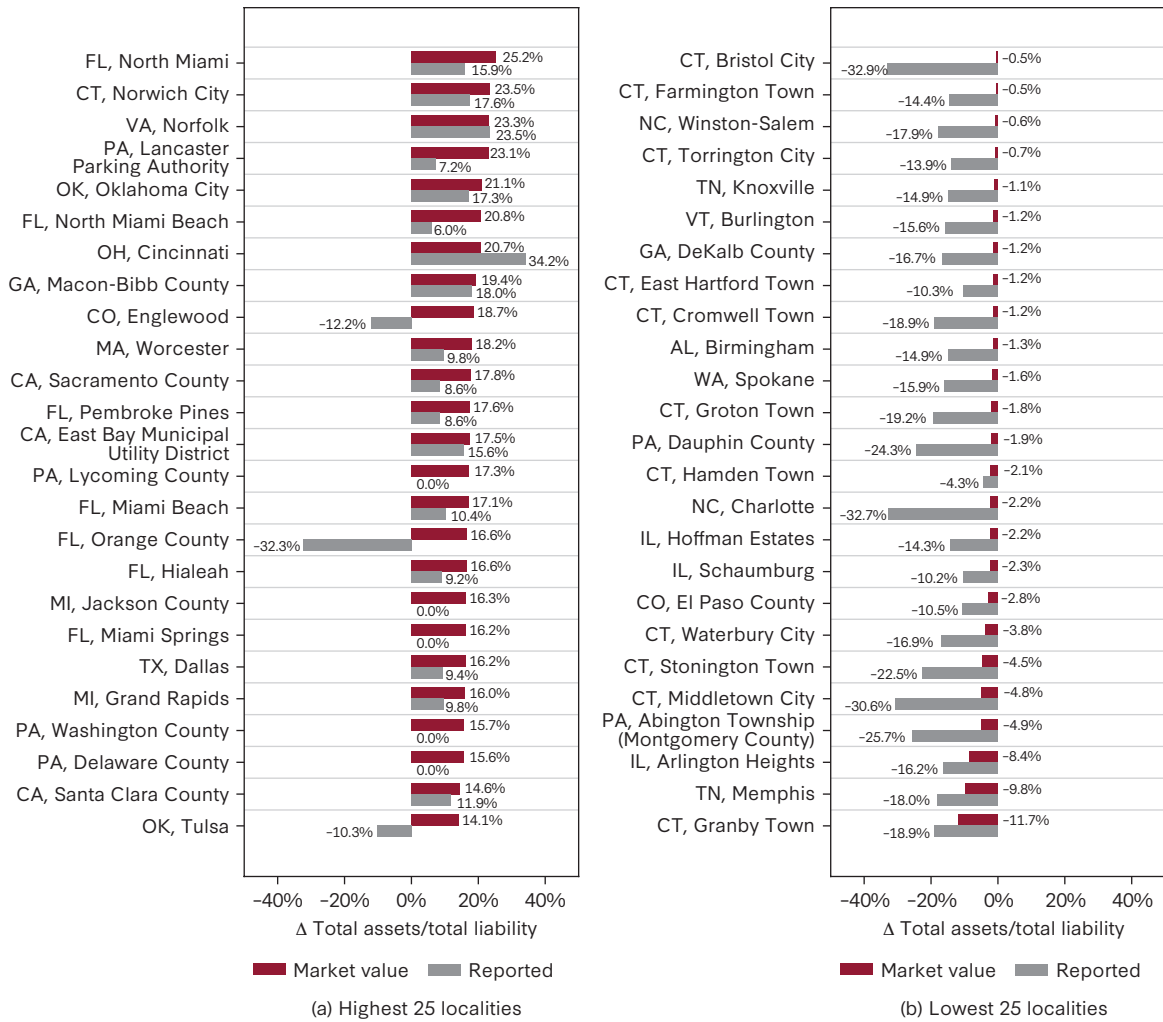 FL, North Miami
25.2%
15.9%
CT, Norwich City
23.5%
17.6%
VA, Norfolk
23.3%
23.5%
PA, Lancaster
Parking Authority
23.1%
7.2%
OK, Oklahoma City
21.1%
17.3%
FL, North Miami Beach
20.8%
6.0%
OH, Cincinnati
20.7%
34.2%
GA, Macon-Bibb County
19.4%
18.0%
CO, Englewood
18.7%
−12.2%
MA, Worcester
18.2%
9.8%
CA, Sacramento County
17.8%
8.6%
FL, Pembroke Pines
17.6%
8.6%
CA, East Bay Municipal
Utility District
17.5%
15.6%
PA, Lycoming County
17.3%
0.0%
FL, Miami Beach
17.1%
10.4%
FL, Orange County
16.6%
−32.3%
FL, Hialeah
16.6%
9.2%
MI, Jackson County
16.3%
0.0%
FL, Miami Springs
16.2%
0.0%
TX, Dallas
16.2%
9.4%
MI, Grand Rapids
16.0%
9.8%
PA, Washington County
15.7%
0.0%
PA, Delaware County
15.6%
0.0%
CA, Santa Clara County
14.6%
11.9%
OK, Tulsa
14.1%
−10.3%
−40% −20% 0% 20% 40%
Δ Total assets/total liability
Market value Reported
(a) Highest 25 localities
CT, Bristol City
−0.5%
−32.9%
CT, Farmington Town
−0.5%
−14.4%
NC, Winston-Salem
−0.6%
−17.9%
CT, Torrington City
−0.7%
−13.9%
TN, Knoxville
−1.1%
−14.9%
VT, Burlington
−1.2%
−15.6%
GA, DeKalb County
−1.2%
−16.7%
CT, East Hartford Town
−1.2%
−10.3%
CT, Cromwell Town
−1.2%
−18.9%
AL, Birmingham
−1.3%
−14.9%
WA, Spokane
−1.6%
−15.9%
CT, Groton Town
−1.8%
−19.2%
PA, Dauphin County
−1.9%
−24.3%
CT, Hamden Town
−2.1%
−4.3%
NC, Charlotte
−2.2%
−32.7%
IL, Hoffman Estates
−2.2%
−14.3%
IL, Schaumburg
−2.3%
−10.2%
CO, El Paso County
−2.8%
−10.5%
CT, Waterbury City
−3.8%
−16.9%
CT, Stonington Town
−4.5%
−22.5%
CT, Middletown City
−4.8%
−30.6%
PA, Abington Township
(Montgomery County)
−4.9%
−25.7%
IL, Arlington Heights
−8.4%
−16.2%
TN, Memphis
−9.8%
−18.0%
CT, Granby Town
−11.7%
−18.9%
−40% −20% 0% 20% 40%
Δ Total assets/total liability
Market value Reported
(b) Lowest 25 localities